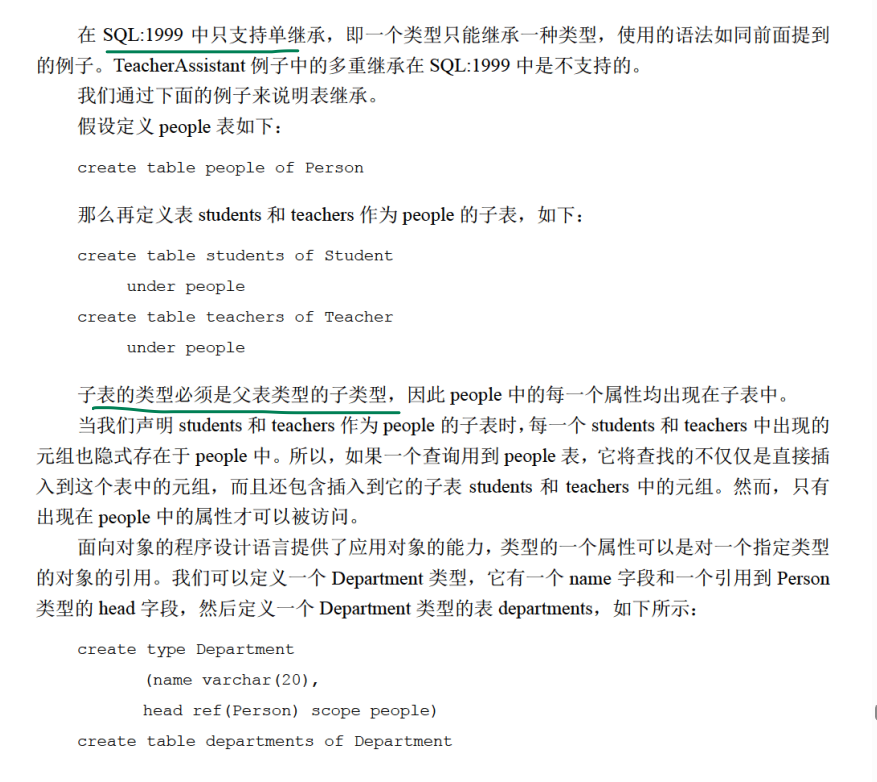 在 SQL:1999 中只支持单继承，即一个类型只能继承一种类型，使用的语法如同前面提到
的例子。TeacherAssistant 例子中的多重继承在 SQL:1999 中是不支持的。
我们通过下面的例子来说明表继承。
假设定义 people 表如下：
create table people of Person
那么再定义表 students 和 teachers 作为 people 的子表，如下：
create table students of Student
under people
create table teachers of Teacher
under people
子表的类型必须是父表类型的子类型，因此 people 中的每一个属性均出现在子表中。
当我们声明 students 和 teachers 作为 people 的子表时，每一个 students 和 teachers 中出现的
元组也隐式存在于 people 中。所以，如果一个查询用到 people 表，它将查找的不仅仅是直接插
入到这个表中的元组，而且还包含插入到它的子表 students 和 teachers 中的元组。然而，只有
出现在 people 中的属性才可以被访问。
面向对象的程序设计语言提供了应用对象的能力，类型的一个属性可以是对一个指定类型
的对象的引用。我们可以定义一个 Department 类型，它有一个 name 字段和一个引用到 Person
类型的 head 字段，然后定义一个 Department 类型的表 departments，如下所示：
create type Department
(name varchar(20),
head ref(Person) scope people)
create table departments of Department